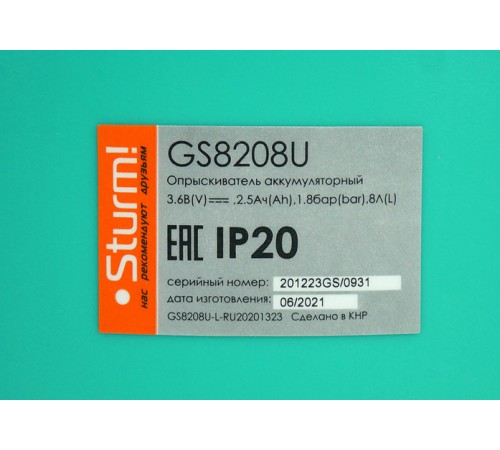 Sturm!
нас рекомендуют друзьям
GS8208U
Опрыскиватель аккумуляторный
3.6В(V)⎓ ,2.5Ач(Ah),1.8бар(bar),8Л(L)
EAC IP20
серийный номер: 201223GS/0931
дата изготовления: 06/2021
GS8208U-L-RU20201323 Сделано в КНР